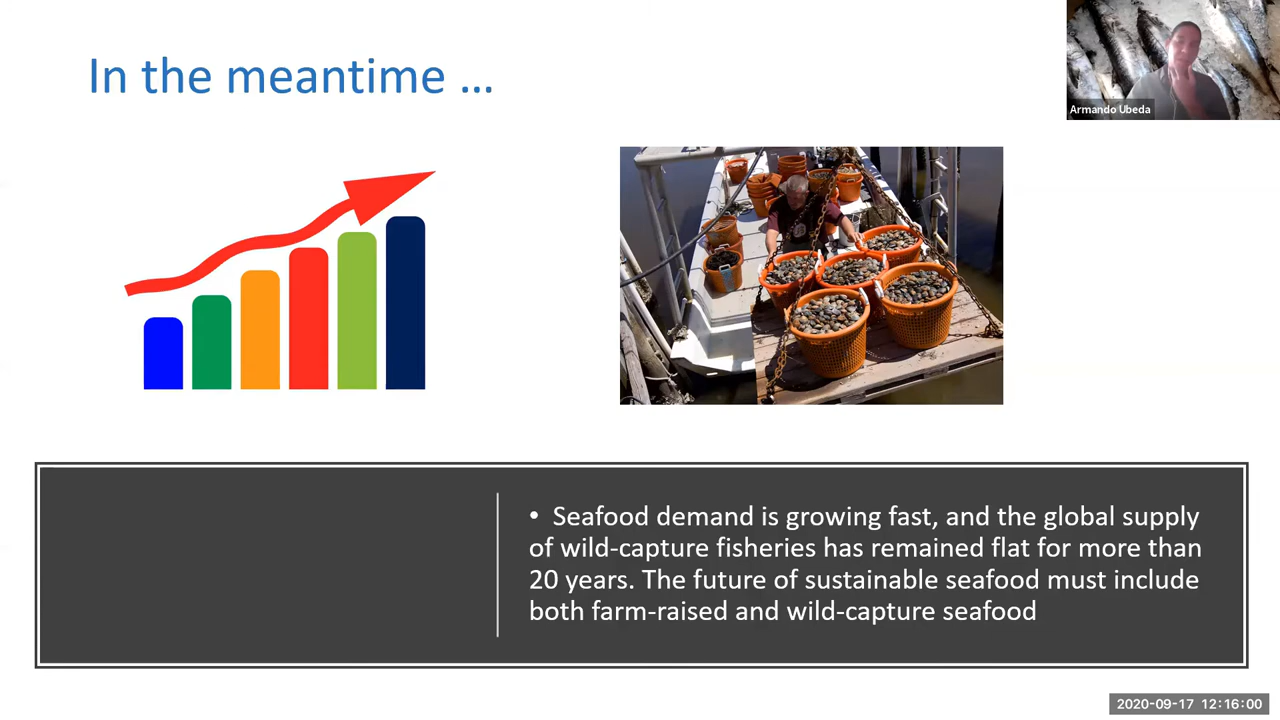 In the meantime …
Armando Ubeda
• Seafood demand is growing fast, and the global supply
of wild-capture fisheries has remained flat for more than
20 years. The future of sustainable seafood must include
both farm-raised and wild-capture seafood
2020-09-17 12:16:00